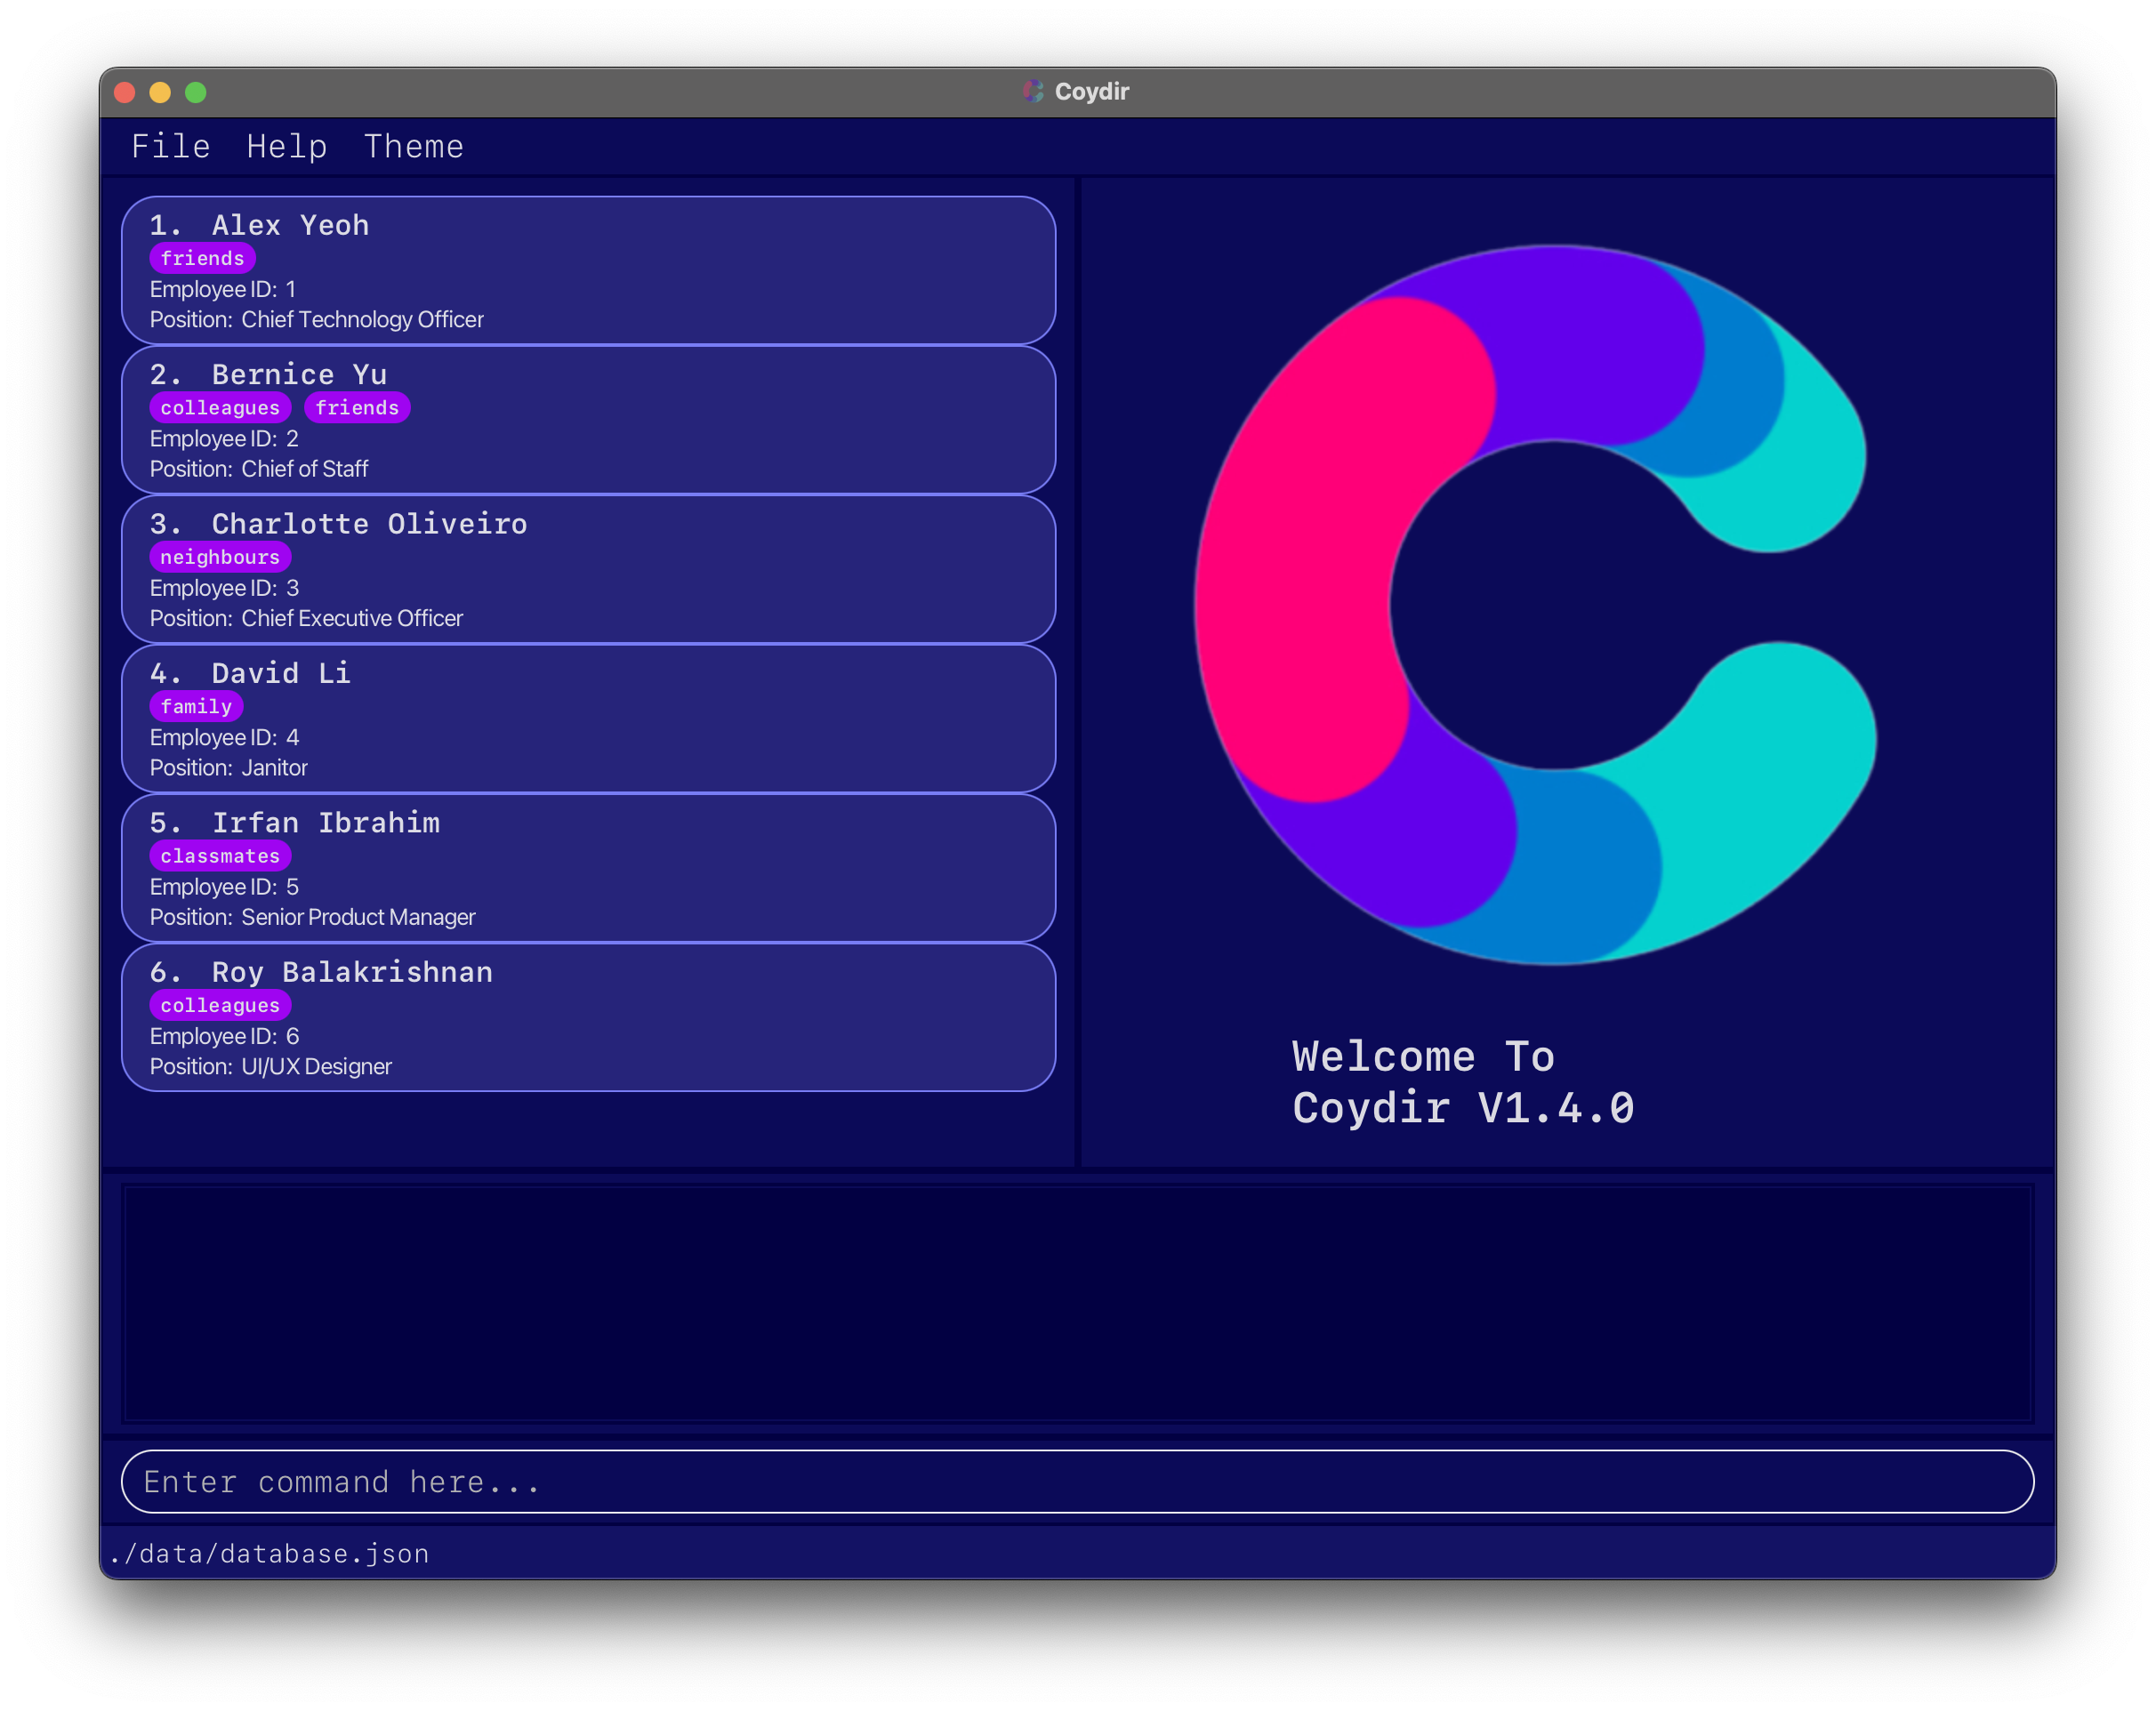 Coydir
File Help Theme
1. Alex Yeoh
friends
Employee ID: 1
Position: Chief Technology Officer
2. Bernice Yu
colleagues friends
Employee ID: 2
Position: Chief of Staff
3. Charlotte Oliveiro
neighbours
Employee ID: 3
Position: Chief Executive Officer
4. David Li
family
Employee ID: 4
Position: Janitor
5. Irfan Ibrahim
classmates
Employee ID: 5
Position: Senior Product Manager
6. Roy Balakrishnan
colleagues
Employee ID: 6
Position: UI/UX Designer
Welcome To
Coydir V1.4.0
Enter command here...
./data/database.json